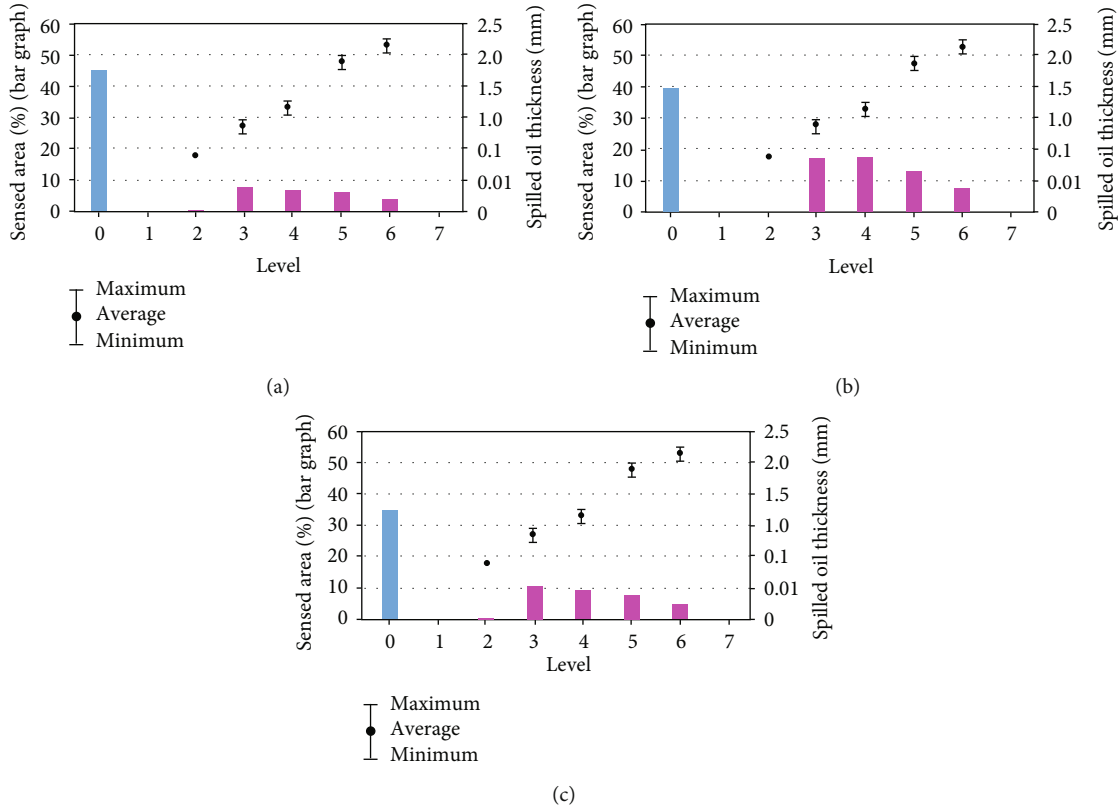 Sensed area (%) (bar graph)
60
50
40
30
20
10
0
0 1 2 3 4 5 6 7
Level
2.5
2.0
1.5
1.0
0.1
0.01
0
Spilled oil thickness (mm)
Maximum
Average
Minimum
(a)
Sensed area (%) (bar graph)
60
50
40
30
20
10
0
0 1 2 3 4 5 6 7
Level
2.5
2.0
1.5
1.0
0.1
0.01
0
Spilled oil thickness (mm)
Maximum
Average
Minimum
(b)
Sensed area (%) (bar graph)
60
50
40
30
20
10
0
0 1 2 3 4 5 6 7
Level
2.5
2.0
1.5
1.0
0.1
0.01
0
Spilled oil thickness (mm)
Maximum
Average
Minimum
(c)